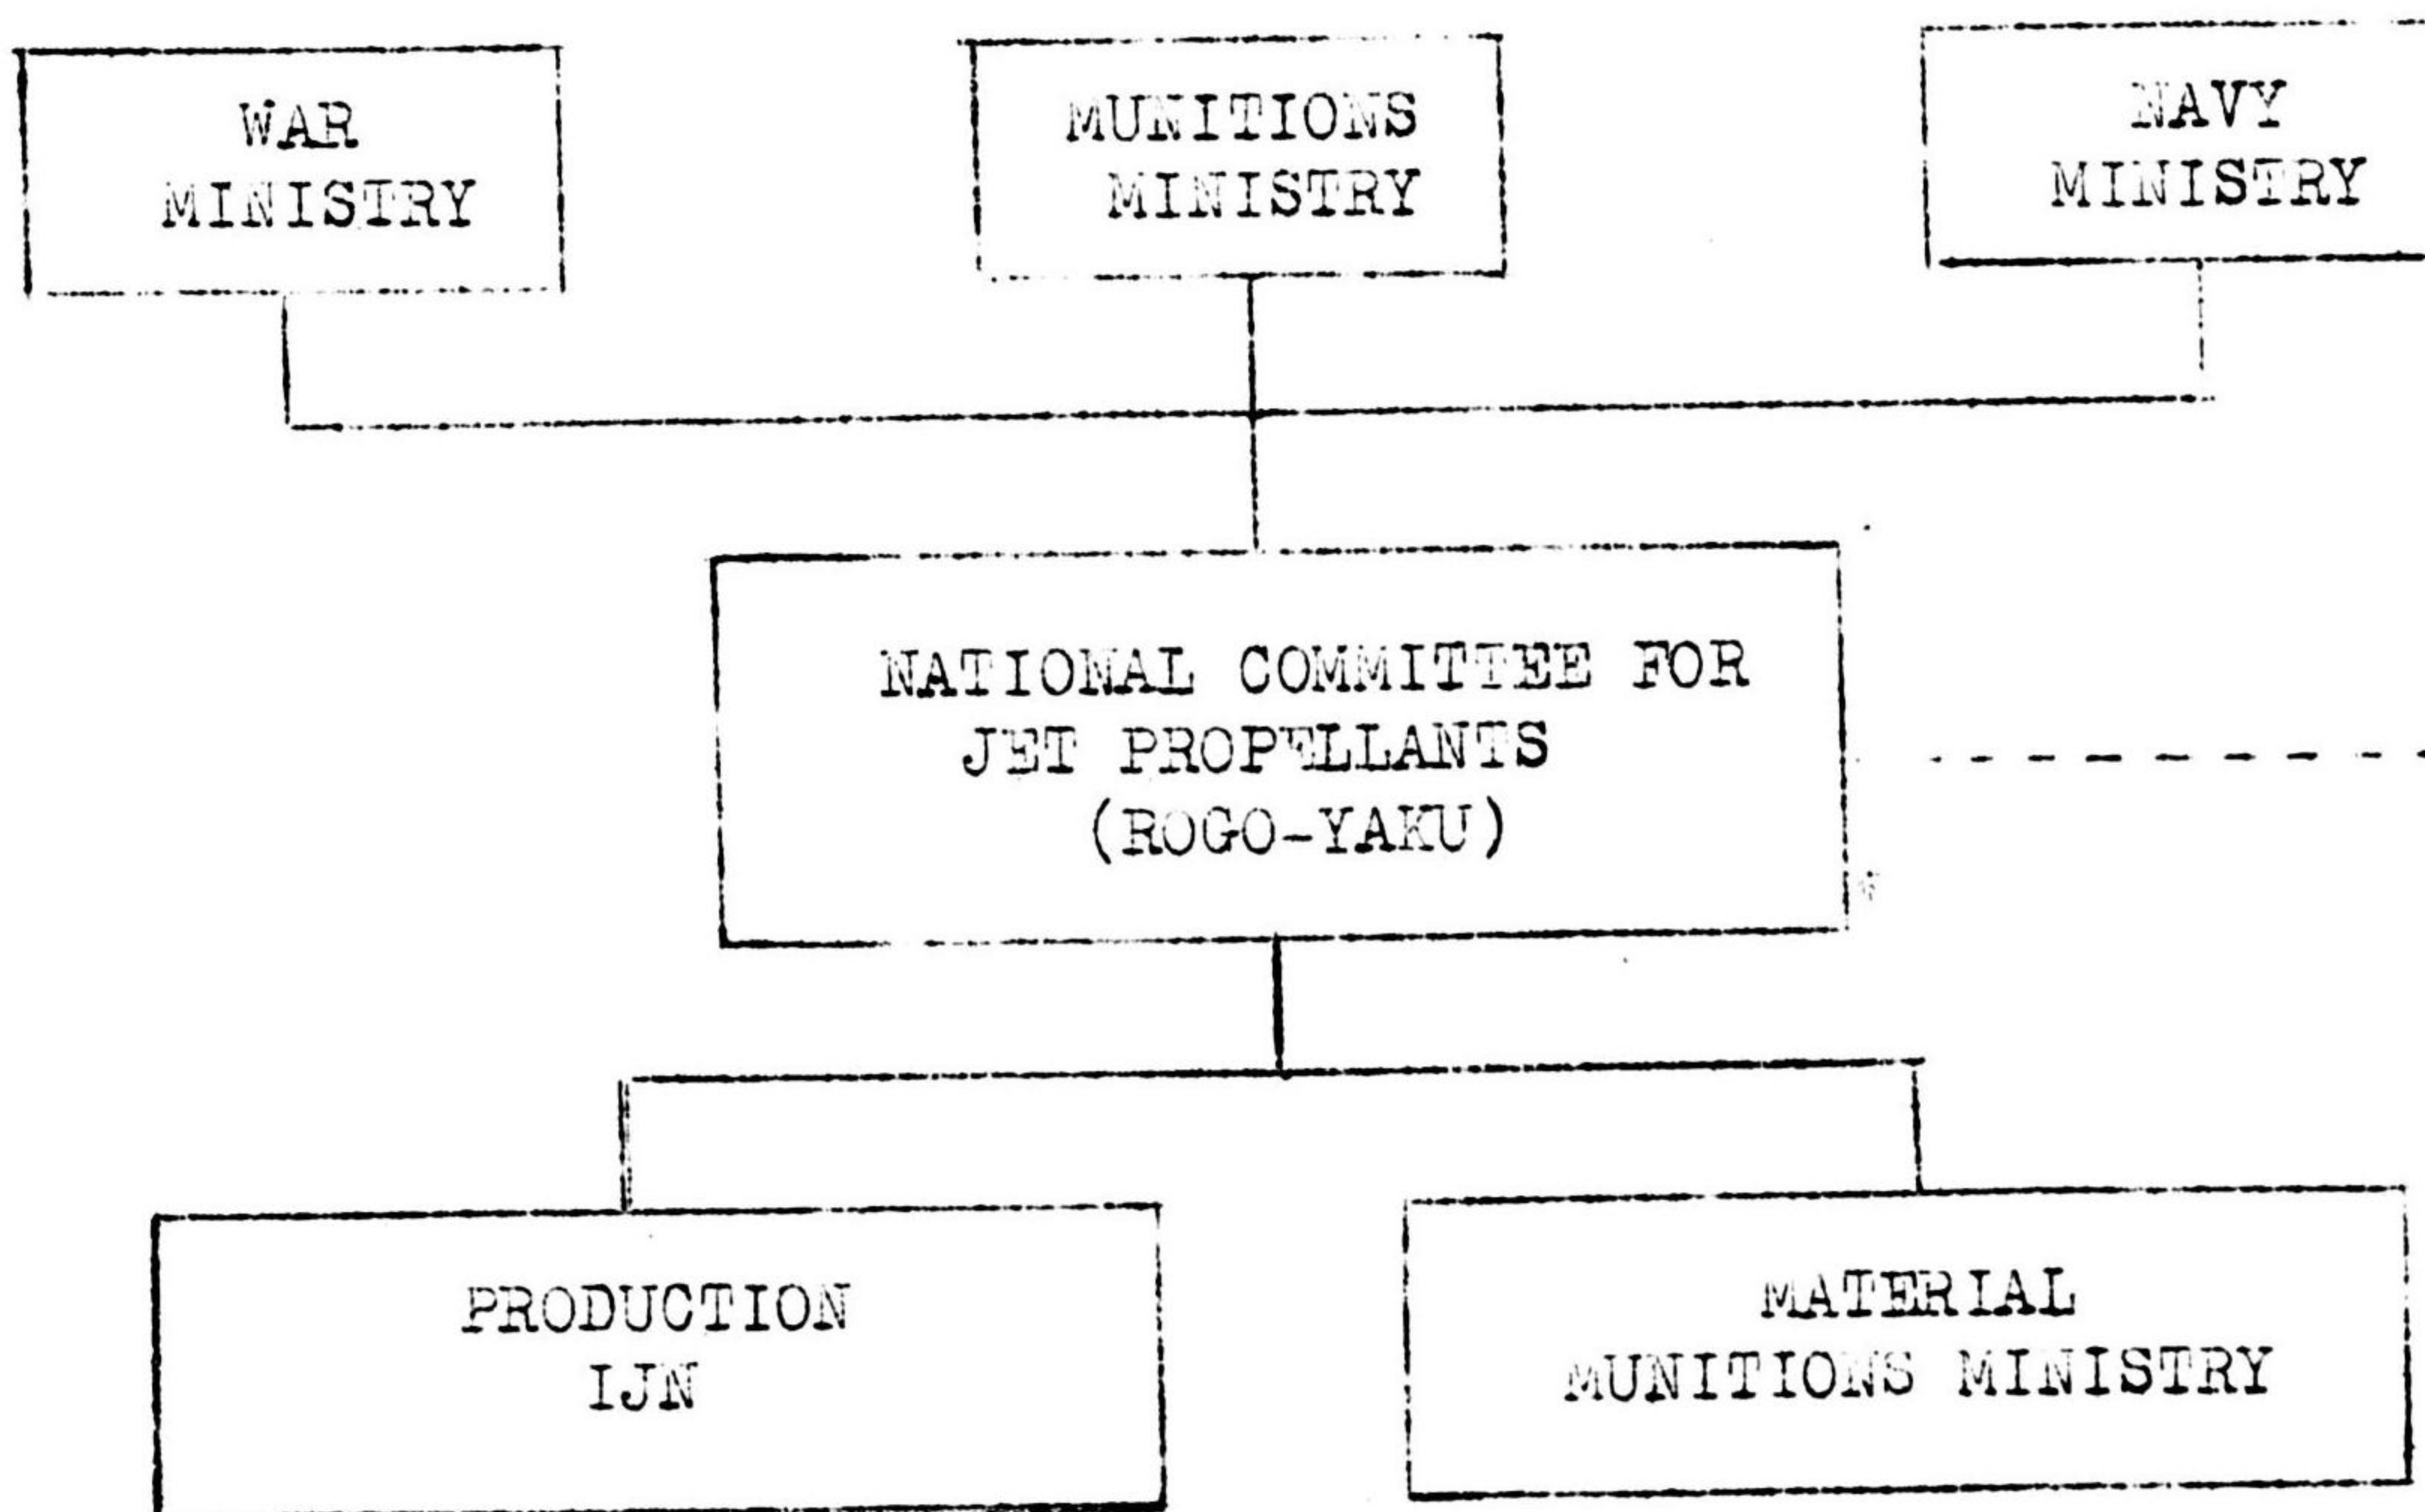 WAR
MINISTRY
MUNITIONS
MINISTRY
NAVY
MINISTRY
NATIONAL COMMITTEE FOR
JET PROPELLANTS
(ROGO-YAKU)
PRODUCTION
IJN
MATERIAL
MUNITIONS MINISTRY